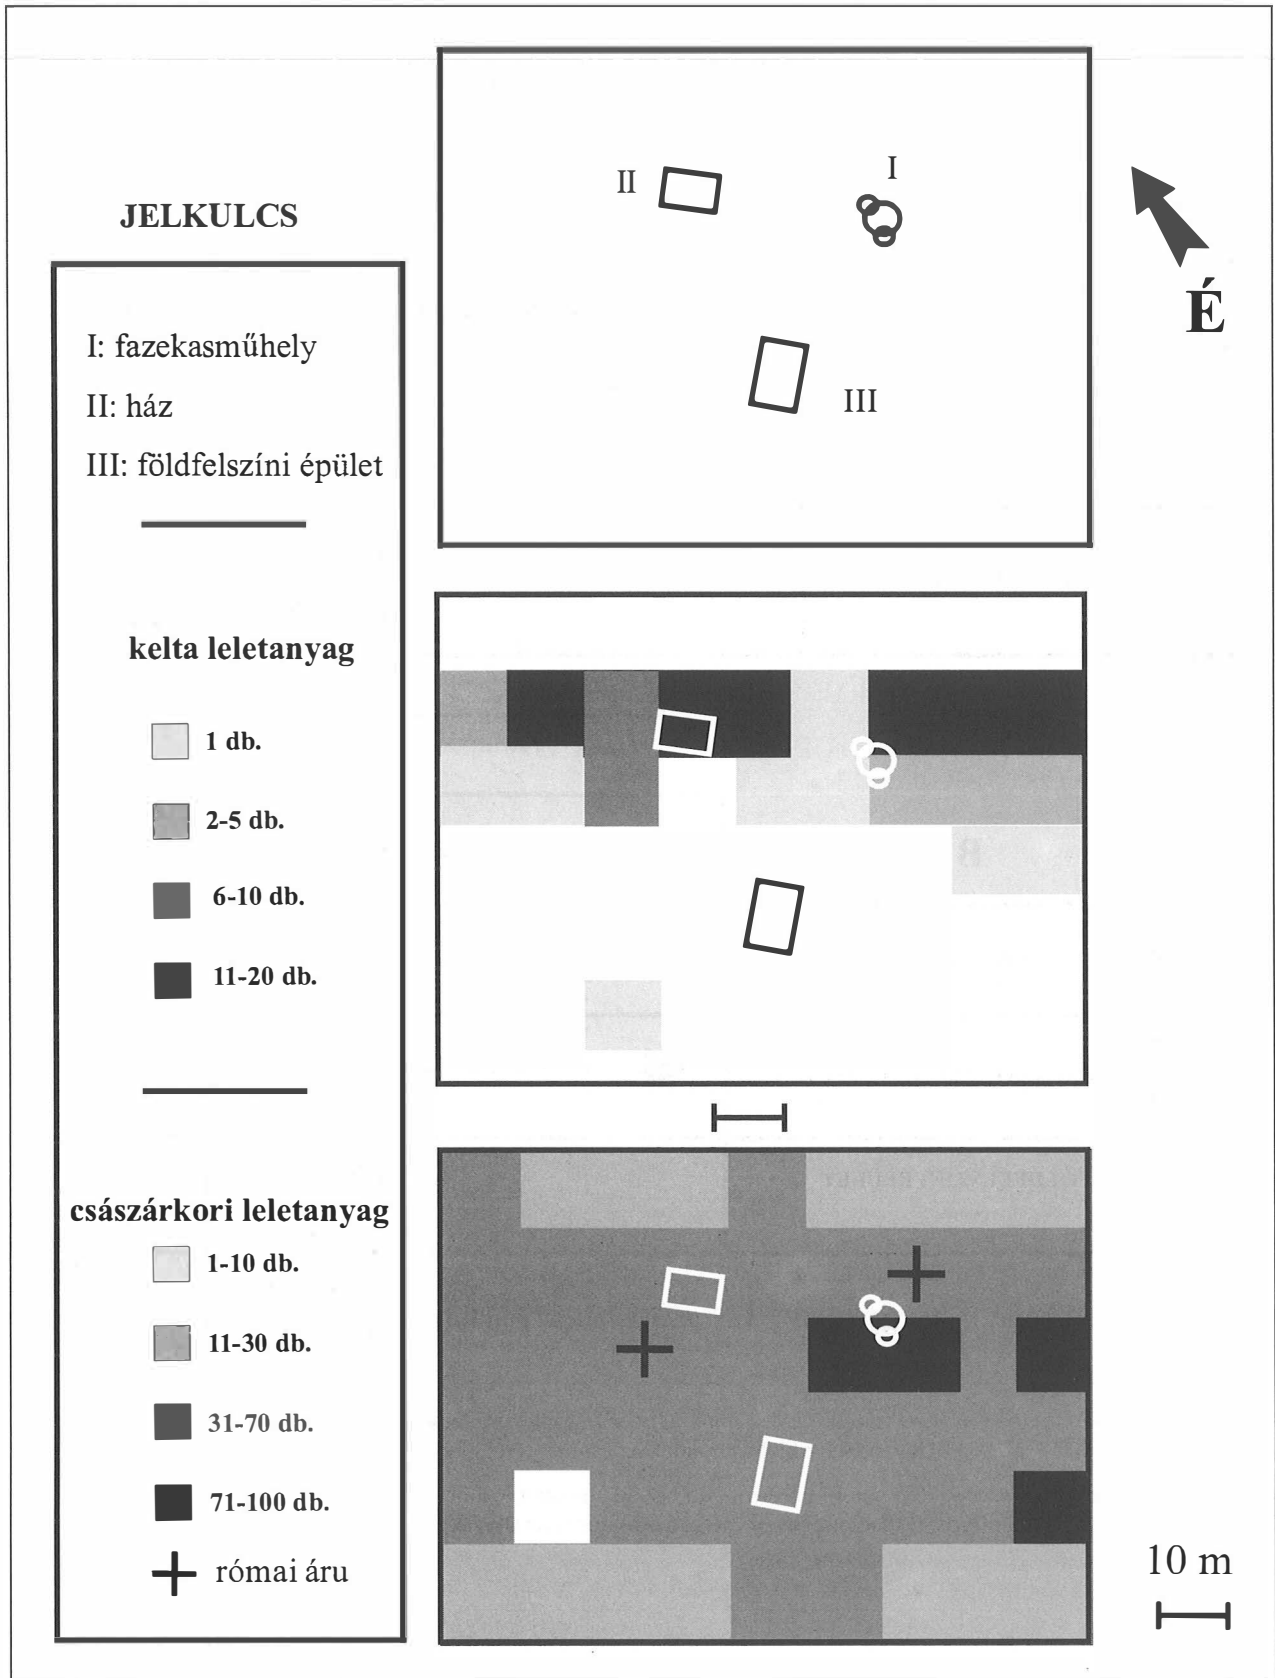 JELKULCS
I: fazekasműhely
II: ház
III: földfelszíni épület
kelta leletanyag
1 db.
2-5 db.
6-10 db.
11-20 db.
császárkori leletanyag
1-10 db.
11-30 db.
31-70 db.
71-100 db.
római áru
II
I
III
É
10 m